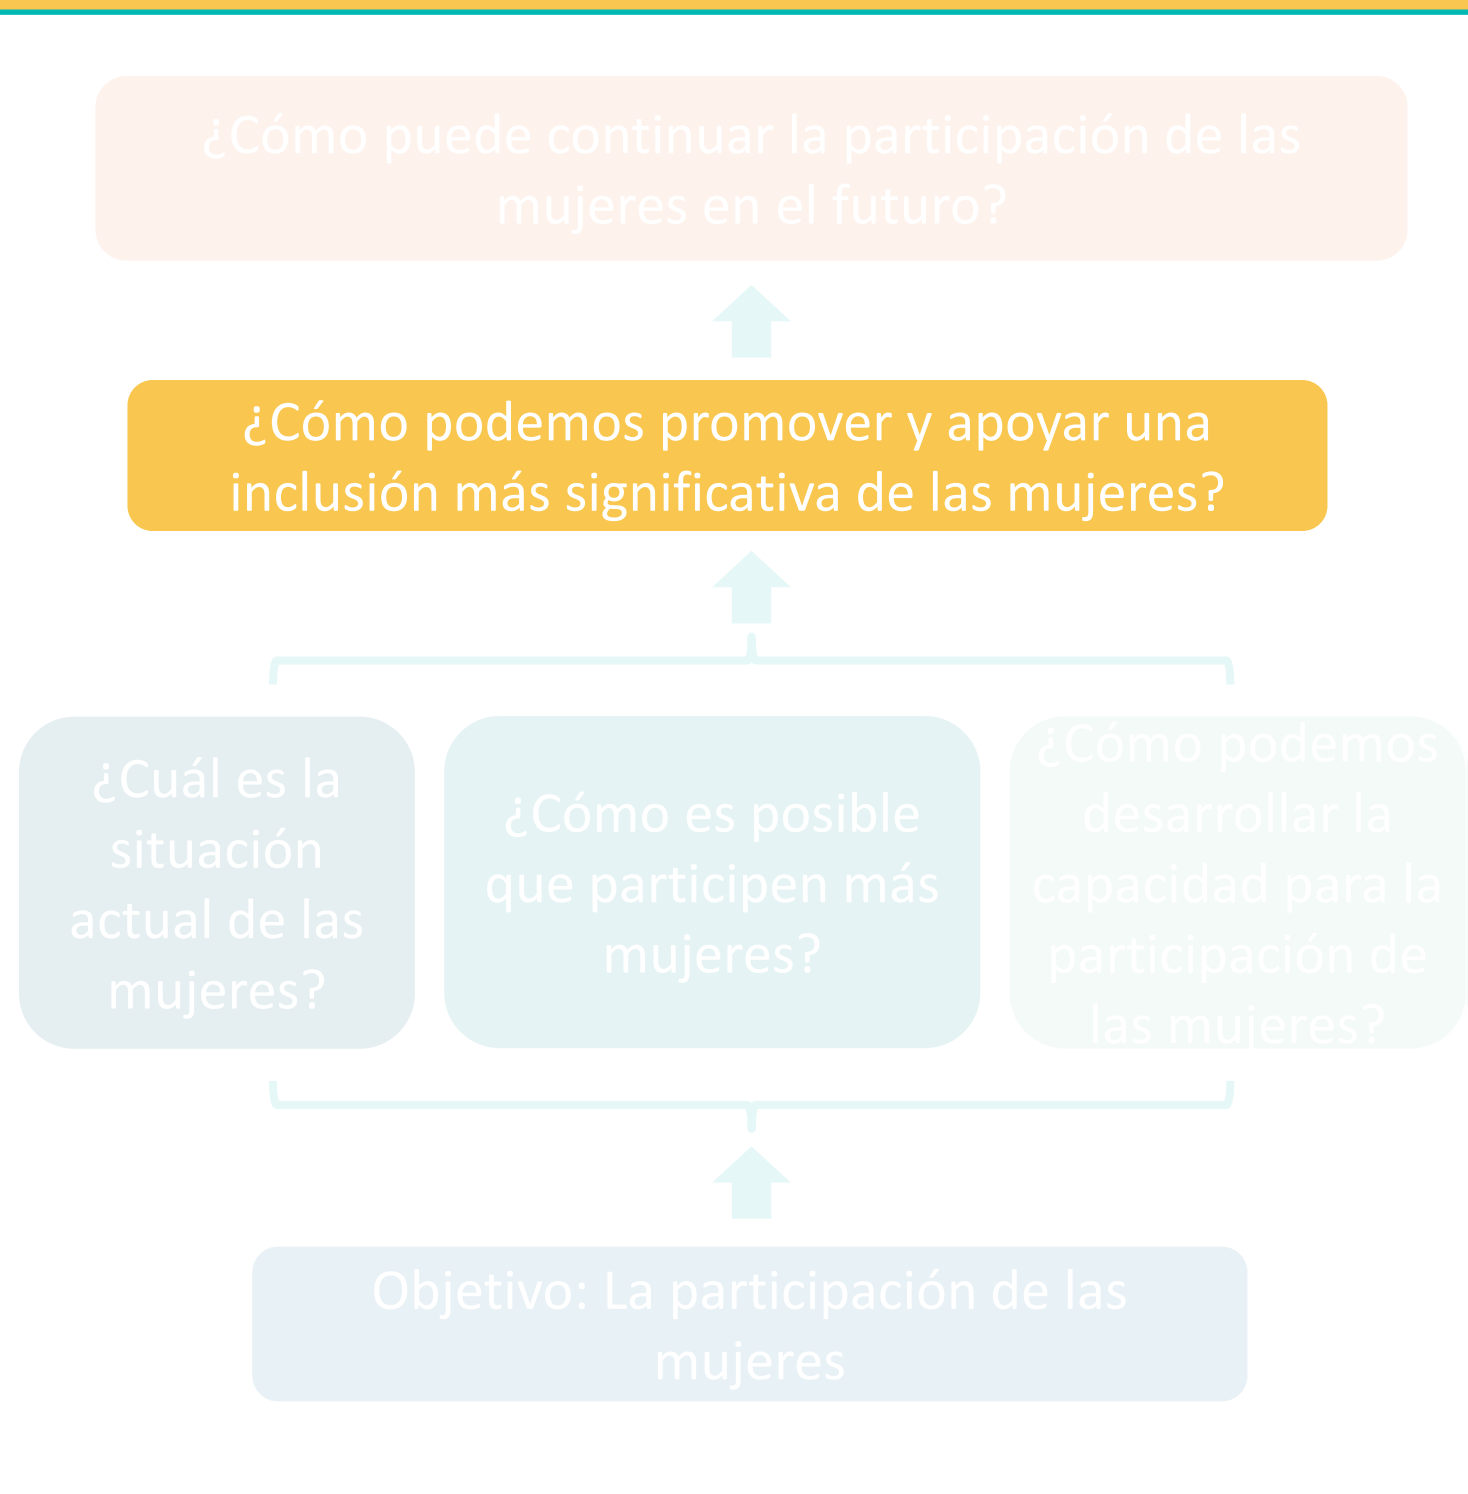 ¿Cómo puede continuar la participación de las
mujeres en el futuro?
¿Cómo podemos promover y apoyar una
inclusión más significativa de las mujeres?
¿Cuál es la
situación
actual de las
mujeres?
¿Cómo es posible
que participen más
mujeres?
¿Cómo podemos
desarrollar la
capacidad para la
participación de
las mujeres?
Objetivo: La participación de las
mujeres